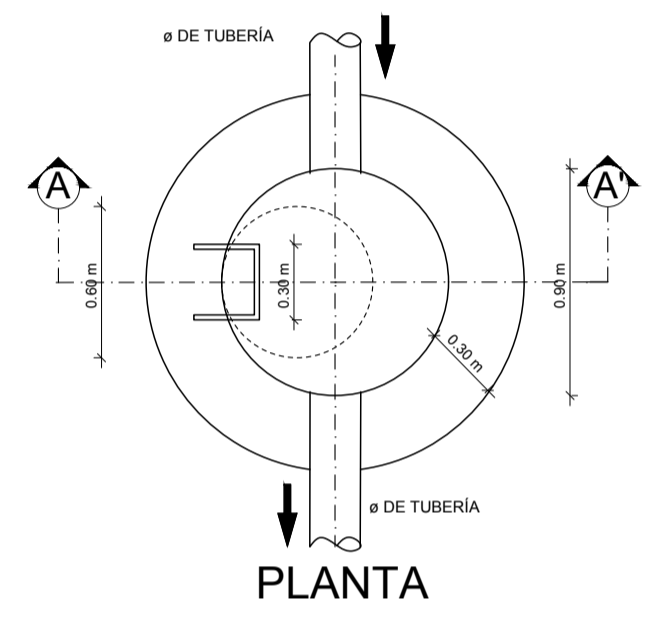 ø DE TUBERÍA
A
A'
0.60 m
0.30 m
0.90 m
0.30 m
ø DE TUBERÍA
PLANTA